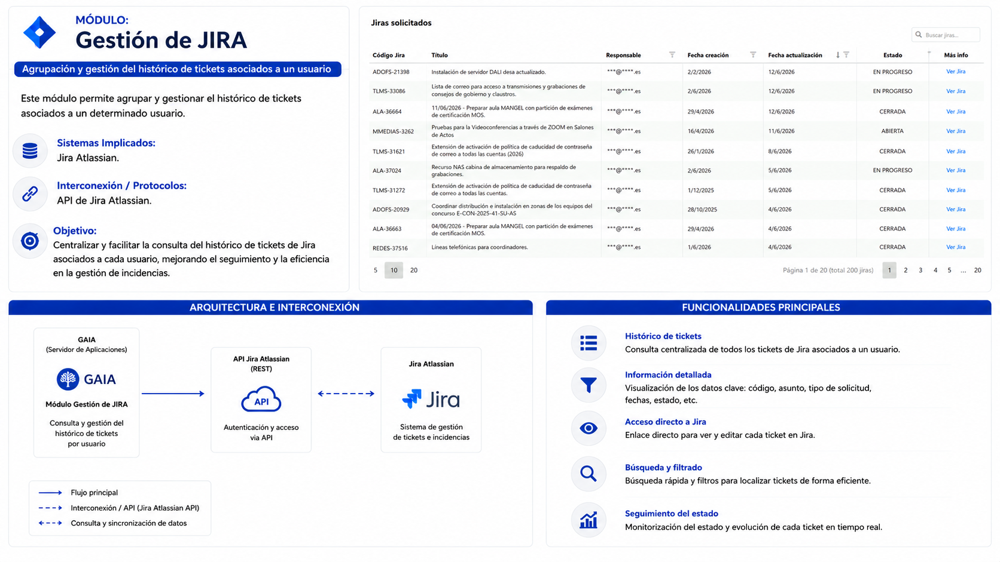 MÓDULO:
Gestión de JIRA
Agrupación y gestión del histórico de tickets asociados a un usuario
Este módulo permite agrupar y gestionar el histórico de tickets
asociados a un determinado usuario.
Sistemas Implicados:
Jira Atlassian.
Interconexión / Protocolos:
API de Jira Atlassian.
Objetivo:
Centralizar y facilitar la consulta del histórico de tickets de Jira
asociados a cada usuario, mejorando el seguimiento y la eficiencia
en la gestión de incidencias.
Jiras solicitados
Buscar jiras...
Código Jira Título Responsable Fecha creación Fecha actualización Estado Más info
ADOFS-21398 Instalación de servidor DALI desa actualizado. ***@****.es 2/2/2026 12/6/2026 EN PROGRESO Ver Jira
TLMS-33086 Lista de correo para acceso a transmisiones y grabaciones de
consejos de gobierno y claustros. ***@****.es 2/6/2026 12/6/2026 EN PROGRESO Ver Jira
ALA-36664 11/06/2026 - Preparar aula MANGEL con partición de exámenes
de certificación MOS. ***@****.es 29/4/2026 12/6/2026 CERRADA Ver Jira
MMEDIAS-3262 Pruebas para la Videoconferencias a través de ZOOM en Salones
de Actos ***@****.es 16/4/2026 11/6/2026 ABIERTA Ver Jira
TLMS-31621 Extensión de activación de política de caducidad de contraseña
de correo a todas las cuentas (2026) ***@****.es 26/1/2026 8/6/2026 CERRADA Ver Jira
ALA-37024 Recurso NAS cabina de almacenamiento para respaldo de
grabaciones. ***@****.es 2/6/2026 5/6/2026 EN PROGRESO Ver Jira
TLMS-31272 Extensión de activación de política de caducidad de contraseña
de correo a todas las cuentas. ***@****.es 1/12/2025 5/6/2026 CERRADA Ver Jira
ADOFS-20929 Coordinar distribución e instalación en zonas de los equipos del
concurso E-CON-2025-41-SU-AS ***@****.es 28/10/2025 4/6/2026 CERRADA Ver Jira
ALA-36663 04/06/2026 - Preparar aula MANGEL con partición de exámenes
de certificación MOS. ***@****.es 29/4/2026 4/6/2026 CERRADA Ver Jira
REDES-37516 Líneas telefónicas para coordinadores. ***@****.es 1/6/2026 4/6/2026 CERRADA Ver Jira
5 10 20 Página 1 de 20 (total 200 jiras) 1 2 3 4 5 ... 20
ARQUITECTURA E INTERCONEXIÓN
GAIA
(Servidor de Aplicaciones)
GAIA
Módulo Gestión de JIRA
Consulta y gestión del
histórico de tickets
por usuario
API Jira Atlassian
(REST)
API
Autenticación y acceso
via API
Jira Atlassian
Jira
Sistema de gestión
de tickets e incidencias
Flujo principal
Interconexión / API (Jira Atlassian API)
Consulta y sincronización de datos
FUNCIONALIDADES PRINCIPALES
Histórico de tickets
Consulta centralizada de todos los tickets de Jira asociados a un usuario.
Información detallada
Visualización de los datos clave: código, asunto, tipo de solicitud,
fechas, estado, etc.
Acceso directo a Jira
Enlace directo para ver y editar cada ticket en Jira.
Búsqueda y filtrado
Búsqueda rápida y filtros para localizar tickets de forma eficiente.
Seguimiento del estado
Monitorización del estado y evolución de cada ticket en tiempo real.